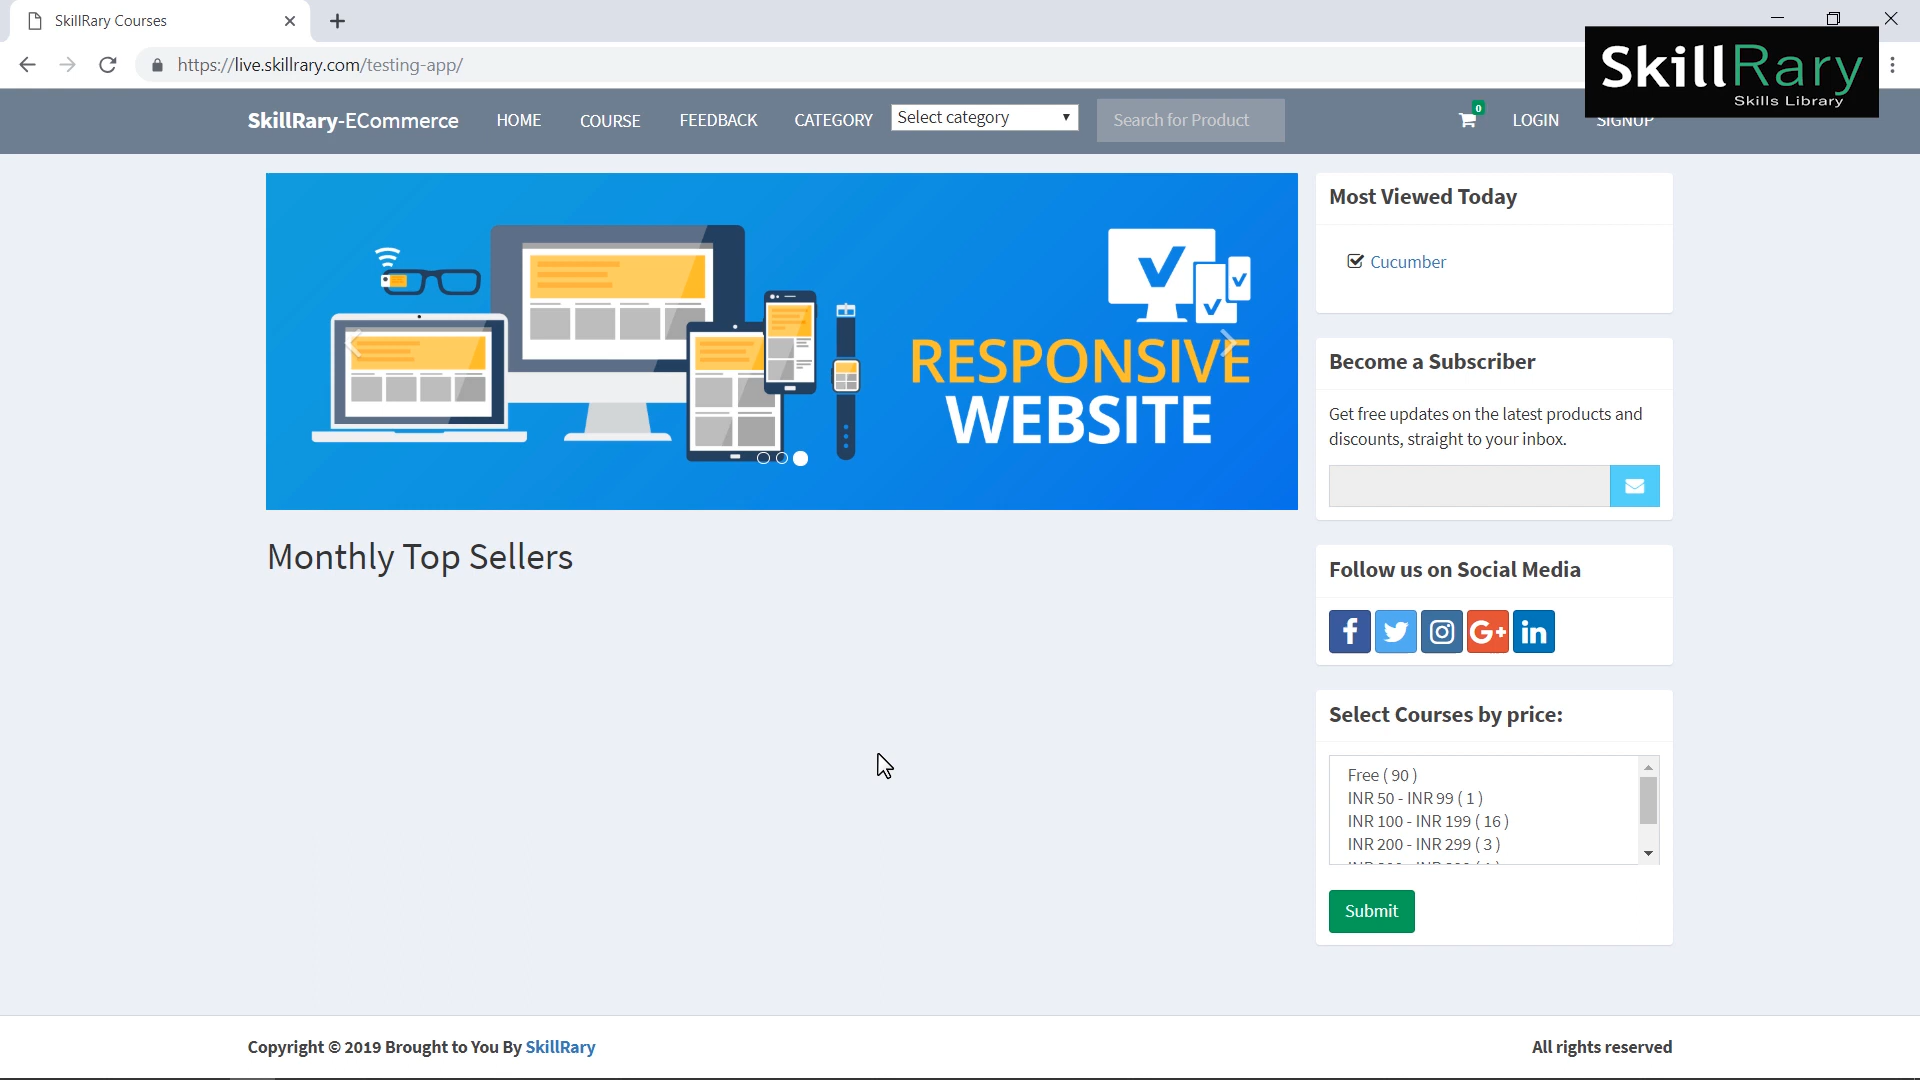 SkillRary Courses
https://live.skillrary.com/testing-app/
SkillRary
Skills Library
SkillRary-ECommerce
HOME
COURSE
FEEDBACK
CATEGORY
Select category
Search for Product
0
LOGIN
SIGNUP
RESPONSIVE
WEBSITE
Monthly Top Sellers
Most Viewed Today
Cucumber
Become a Subscriber
Get free updates on the latest products and
discounts, straight to your inbox.
Follow us on Social Media
f
G+
in
Select Courses by price:
Free ( 90 )
INR 50 - INR 99 ( 1 )
INR 100 - INR 199 ( 16 )
INR 200 - INR 299 ( 3 )
Submit
Copyright © 2019 Brought to You By SkillRary
All rights reserved